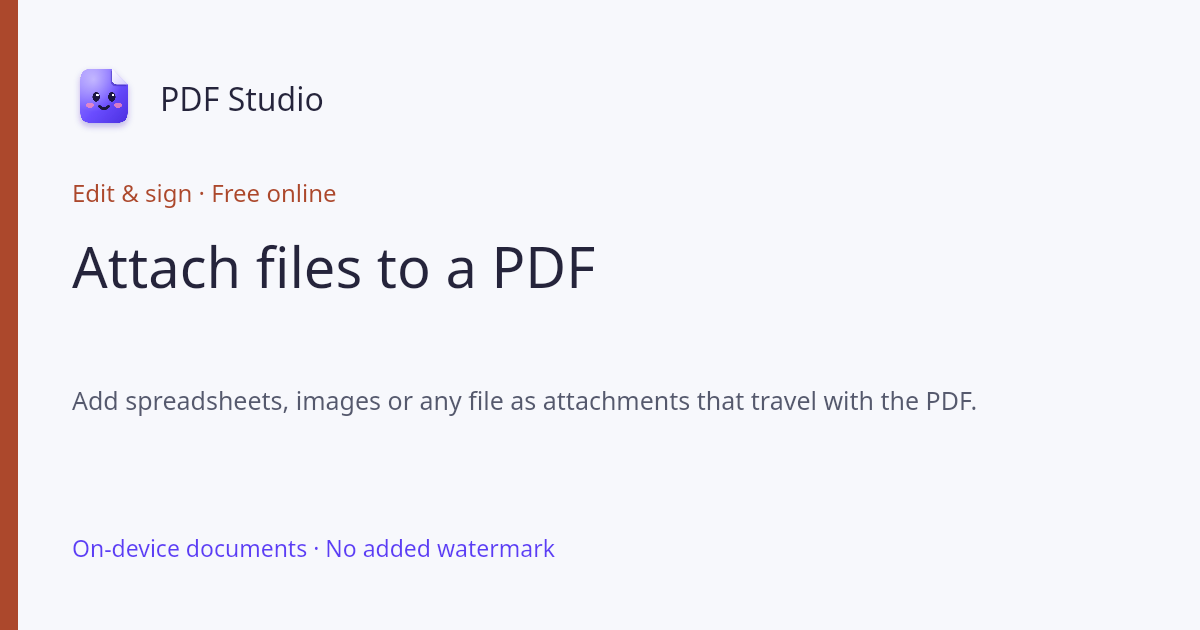 PDF Studio
Edit & sign · Free online
Attach files to a PDF
Add spreadsheets, images or any file as attachments that travel with the PDF.
On-device documents · No added watermark